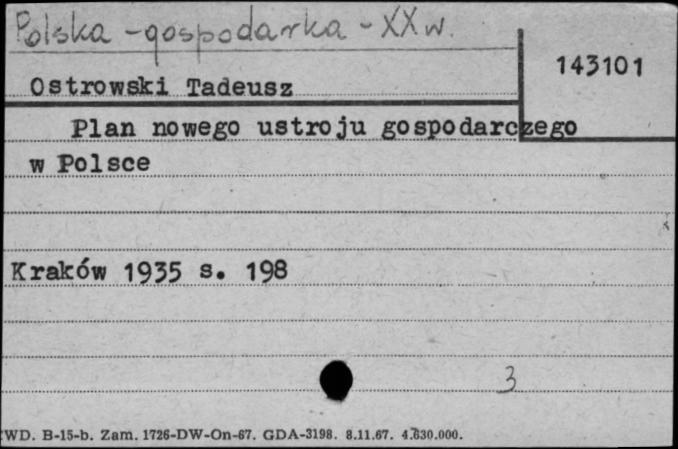 Polska - gospodarka - XX w.
143101
Ostrowski Tadeusz
Plan nowego ustroju gospodarczego
w Polsce
Kraków 1935 s. 198
3
WD. B-15-b. Zam. 1726-DW-On-67. GDA-3198. 8.11.67. 4.630.000.